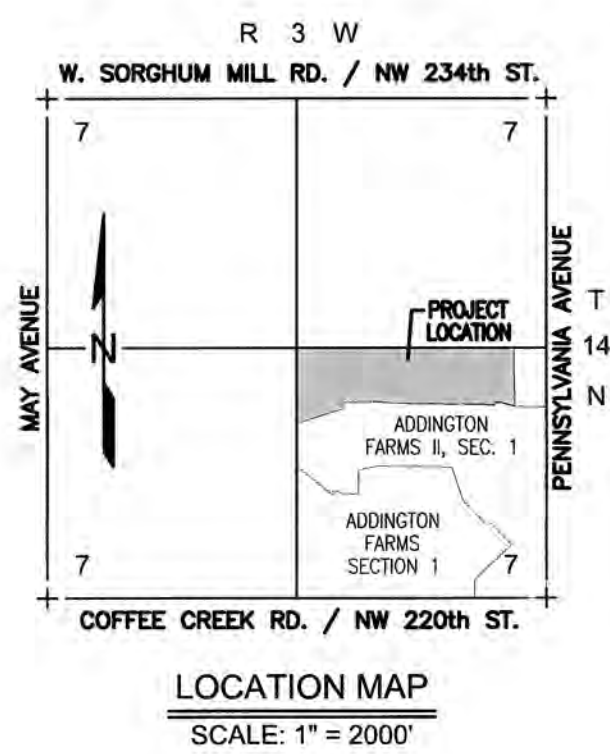 R 3 W
W. SORGHUM MILL RD. / NW 234th ST.
7
7
MAY AVENUE
N
PROJECT
LOCATION
PENNSYLVANIA AVENUE
T
14
N
ADDINGTON
FARMS II, SEC. 1
ADDINGTON
FARMS
SECTION 1
7
7
COFFEE CREEK RD. / NW 220th ST.
LOCATION MAP
SCALE: 1" = 2000'